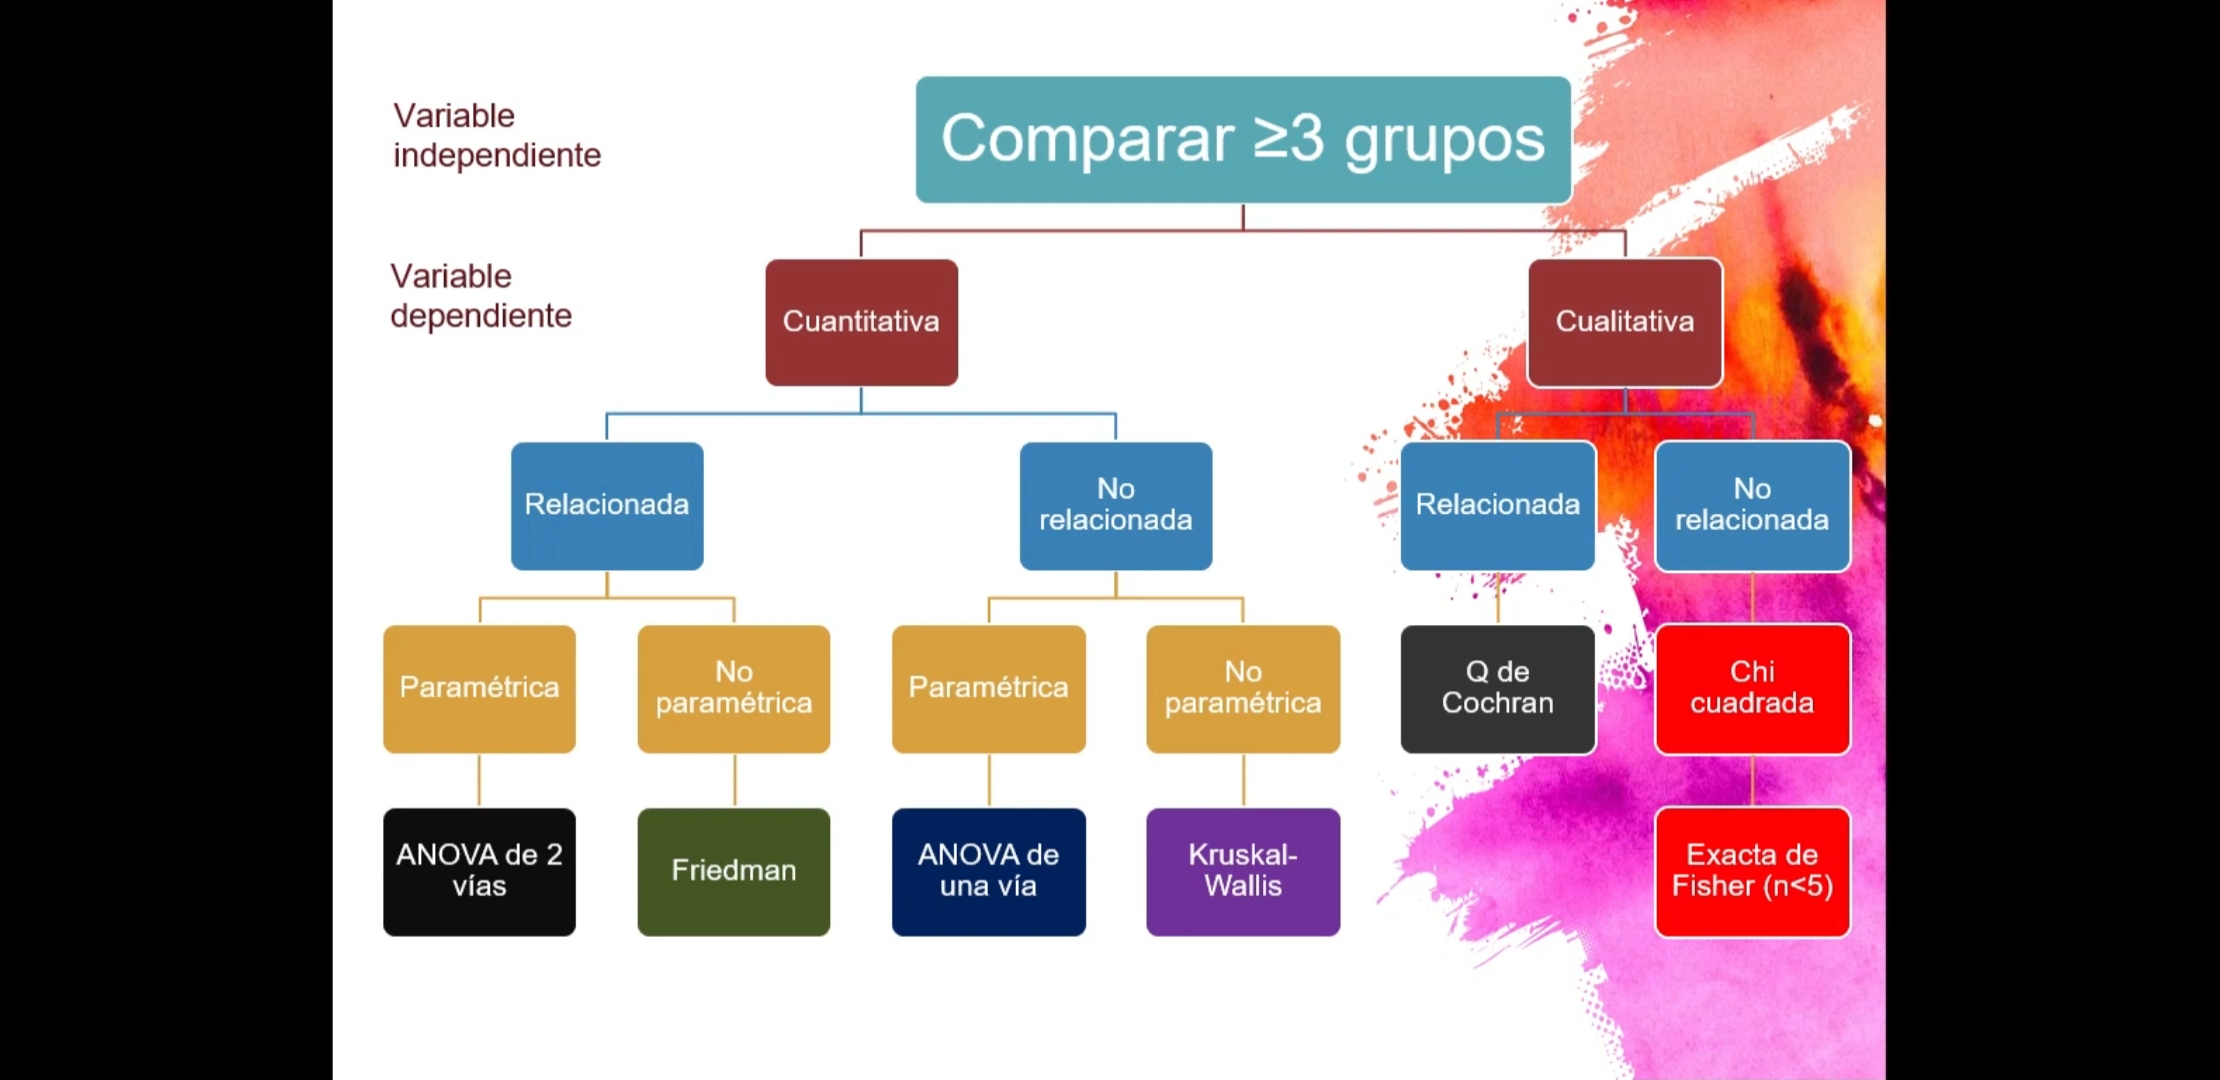 Variable
independiente
Comparar ≥3 grupos
Variable
dependiente
Cuantitativa
Cualitativa
Relacionada
No
relacionada
Relacionada
No
relacionada
Paramétrica
No
paramétrica
Paramétrica
No
paramétrica
Q de
Cochran
Chi
cuadrada
ANOVA de 2
vías
Friedman
ANOVA de
una vía
Kruskal-
Wallis
Exacta de
Fisher (n<5)